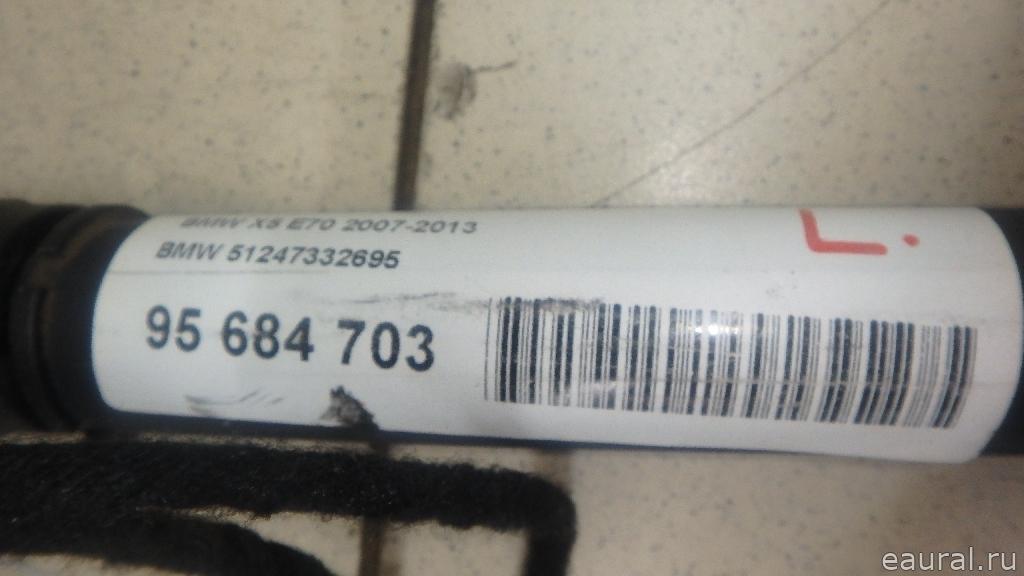 BMW X5 E70 2007-2013
BMW 51247332695
95 684 703
Г.
eaural.ru